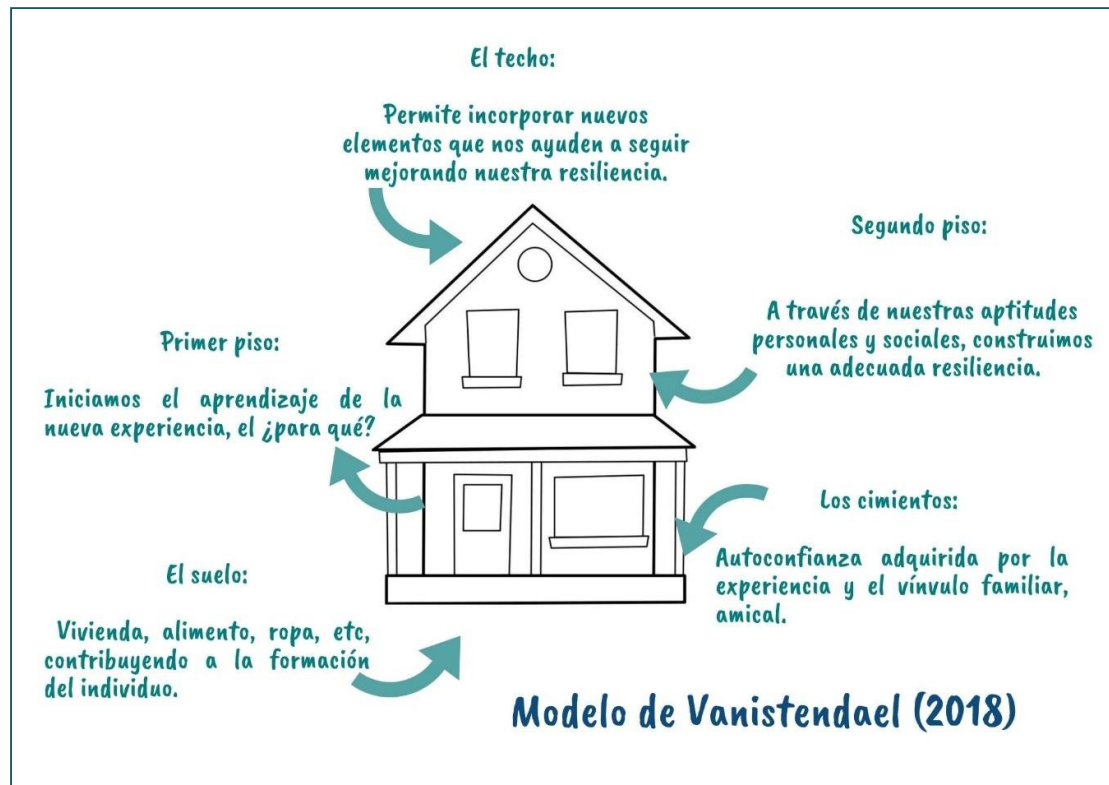 El techo:
Permite incorporar nuevos
elementos que nos ayuden a seguir
mejorando nuestra resiliencia.
Segundo piso:
A través de nuestras aptitudes
personales y sociales, construimos
una adecuada resiliencia.
Primer piso:
Iniciamos el aprendizaje de la
nueva experiencia, el ¿para qué?
Los cimientos:
Autoconfianza adquirida por la
experiencia y el vínvulo familiar,
amical.
El suelo:
Vivienda, alimento, ropa, etc,
contribuyendo a la formación
del individuo.
Modelo de Vanistendael (2018)